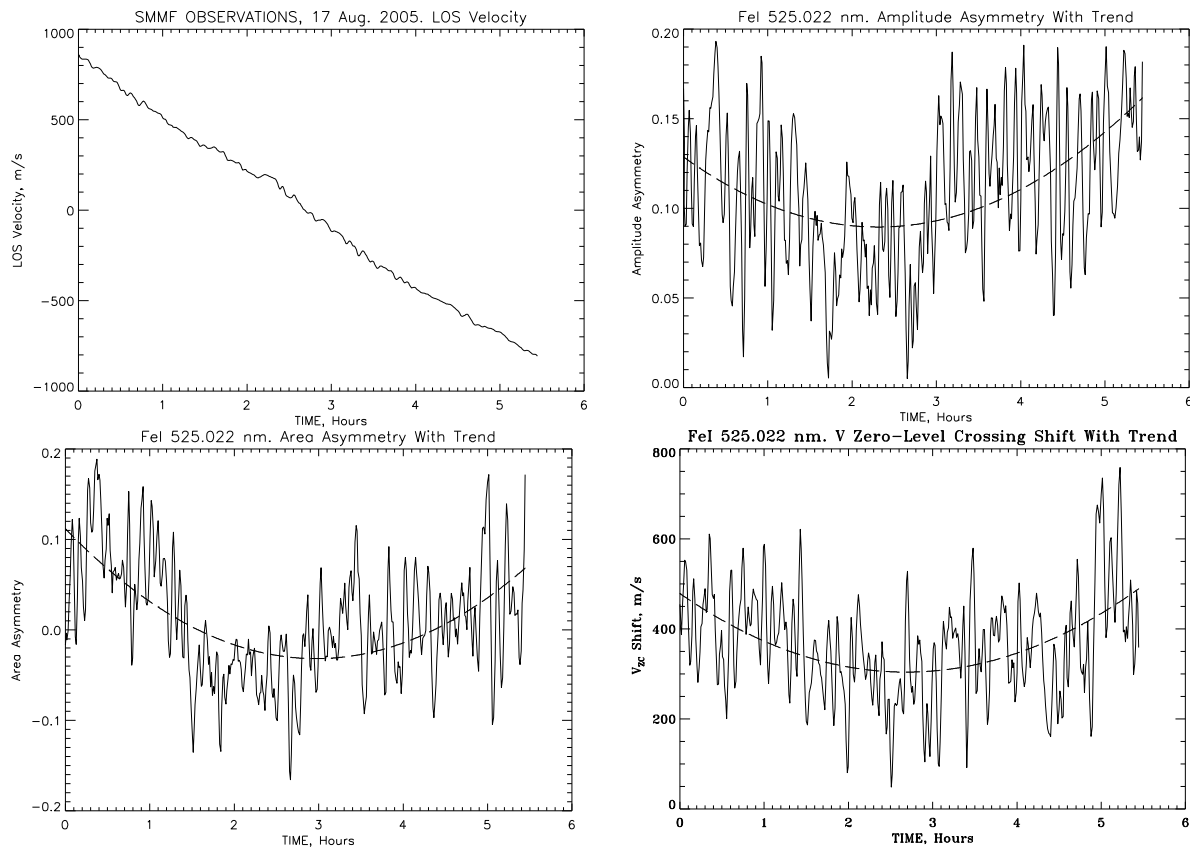 SMMF OBSERVATIONS, 17 Aug. 2005. LOS Velocity
1000
500
0
−500
−1000
LOS Velocity, m/s
0 1 2 3 4 5 6
TIME, Hours
FeI 525.022 nm. Amplitude Asymmetry With Trend
0.20
0.15
0.10
0.05
0.00
Amplitude Asymmetry
0 1 2 3 4 5 6
TIME, Hours
FeI 525.022 nm. Area Asymmetry With Trend
0.2
0.1
0.0
−0.1
−0.2
Area Asymmetry
0 1 2 3 4 5 6
TIME, Hours
FeI 525.022 nm. V Zero−Level Crossing Shift With Trend
800
600
400
200
0
VZC Shift, m/s
0 1 2 3 4 5 6
TIME, Hours